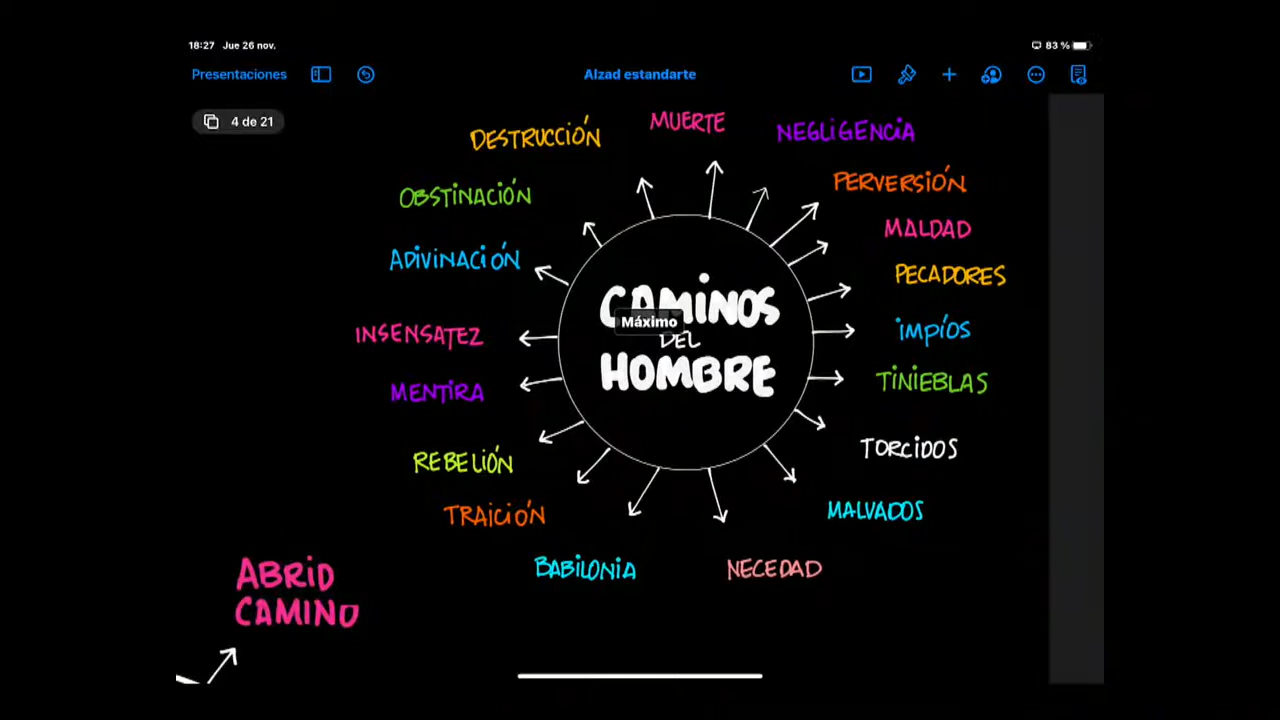 18:27 Jue 26 nov.
83 %
Presentaciones
Alzad estandarte
4 de 21
MUERTE
DESTRUCCIÓN
NEGLIGENCIA
PERVERSIÓN
OBSTINACIÓN
MALDAD
ADIVINACIÓN
PECADORES
CAMINOS
Máximo
DEL
HOMBRE
INSENSATEZ
IMPÍOS
TINIEBLAS
MENTIRA
TORCIDOS
REBELIÓN
MALVADOS
TRAICIÓN
BABILONIA
NECEDAD
ABRID
CAMINO